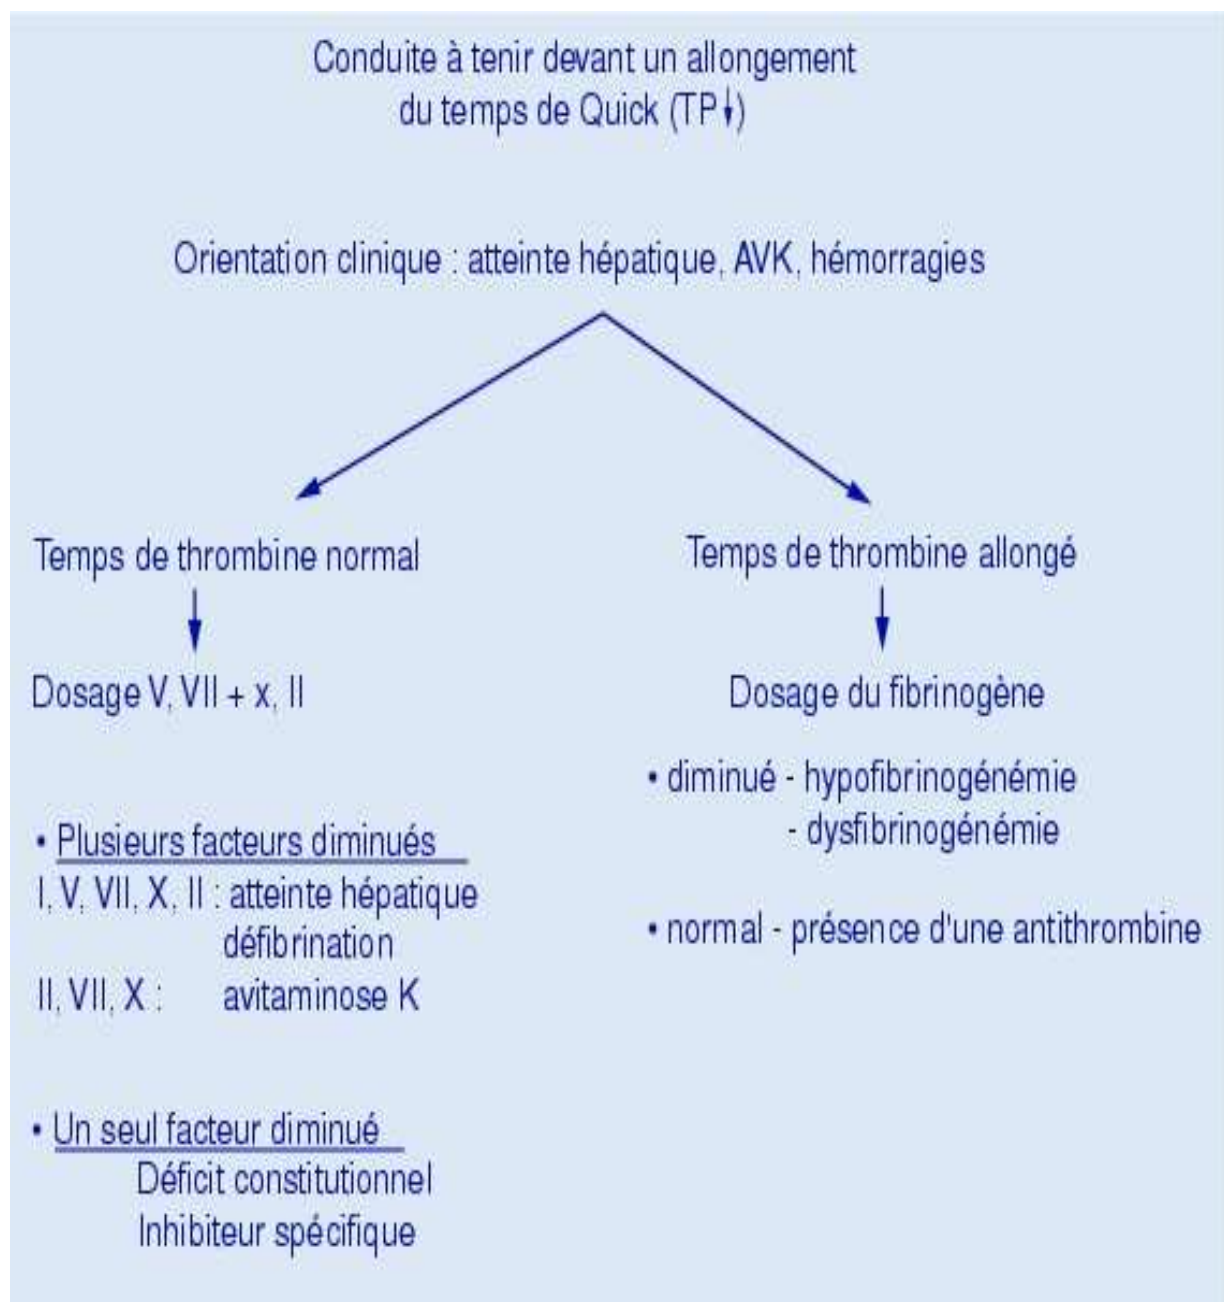 Conduite à tenir devant un allongement
du temps de Quick (TP↓)
Orientation clinique : atteinte hépatique, AVK, hémorragies
Temps de thrombine normal
Temps de thrombine allongé
Dosage V, VII + x, II
Dosage du fibrinogène
• diminué - hypofibrinogénémie
- dysfibrinogénémie
• normal - présence d'une antithrombine
• Plusieurs facteurs diminués
I, V, VII, X, II : atteinte hépatique
défibrination
II, VII, X : avitaminose K
• Un seul facteur diminué
Déficit constitutionnel
Inhibiteur spécifique